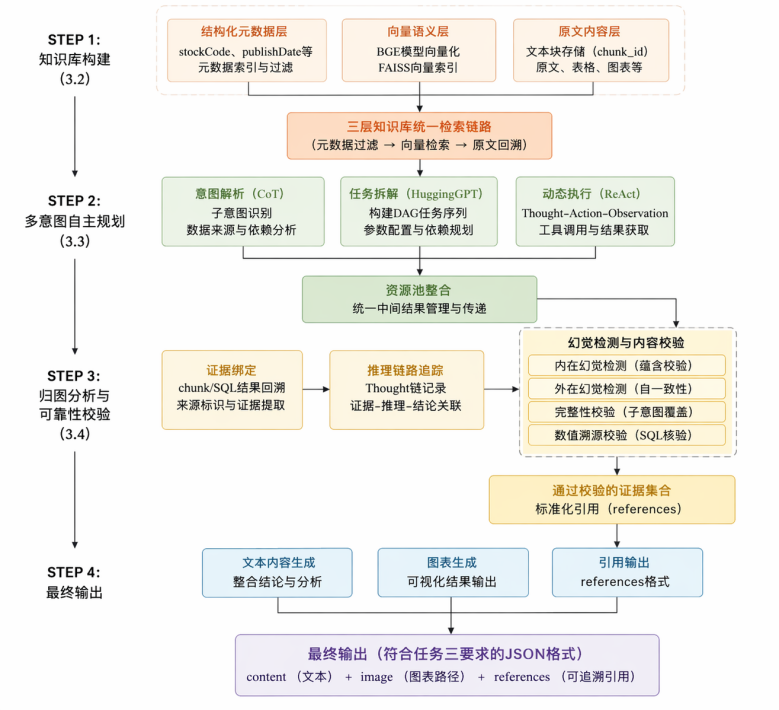 STEP 1:
知识库构建
(3.2)
结构化元数据层
stockCode、publishDate等
元数据索引与过滤
向量语义层
BGE模型向量化
FAISS向量索引
原文内容层
文本块存储（chunk_id）
原文、表格、图表等
三层知识库统一检索链路
（元数据过滤 → 向量检索 → 原文回溯）
STEP 2:
多意图自主规划
(3.3)
意图解析（CoT）
子意图识别
数据来源与依赖分析
任务拆解（HuggingGPT）
构建DAG任务序列
参数配置与依赖规划
动态执行（ReAct）
Thought-Action-Observation
工具调用与结果获取
资源池整合
统一中间结果管理与传递
STEP 3:
归因分析与
可靠性校验
(3.4)
证据绑定
chunk/SQL结果回溯
来源标识与证据提取
推理链路追踪
Thought链记录
证据-推理-结论关联
幻觉检测与内容校验
内在幻觉检测（蕴含校验）
外在幻觉检测（自一致性）
完整性校验（子意图覆盖）
数值溯源校验（SQL核验）
通过校验的证据集合
标准化引用（references）
STEP 4:
最终输出
文本内容生成
整合结论与分析
图表生成
可视化结果输出
引用输出
references格式
最终输出（符合任务三要求的JSON格式）
content （文本） + image （图表路径） + references （可追溯引用）